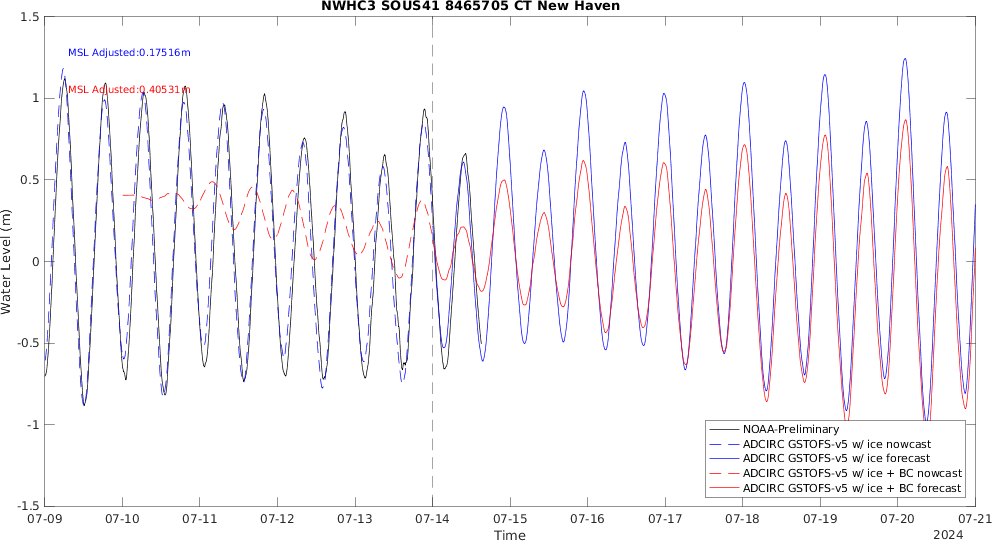 NWHC3 SOUS41 8465705 CT New Haven
MSL Adjusted:0.17516m
MSL Adjusted:0.40531m
Water Level (m)
1.5
1
0.5
0
-0.5
-1
-1.5
NOAA-Preliminary
ADCIRC GSTOFS-v5 w/ ice nowcast
ADCIRC GSTOFS-v5 w/ ice forecast
ADCIRC GSTOFS-v5 w/ ice + BC nowcast
ADCIRC GSTOFS-v5 w/ ice + BC forecast
07-09 07-10 07-11 07-12 07-13 07-14 07-15 07-16 07-17 07-18 07-19 07-20 07-21
Time
2024